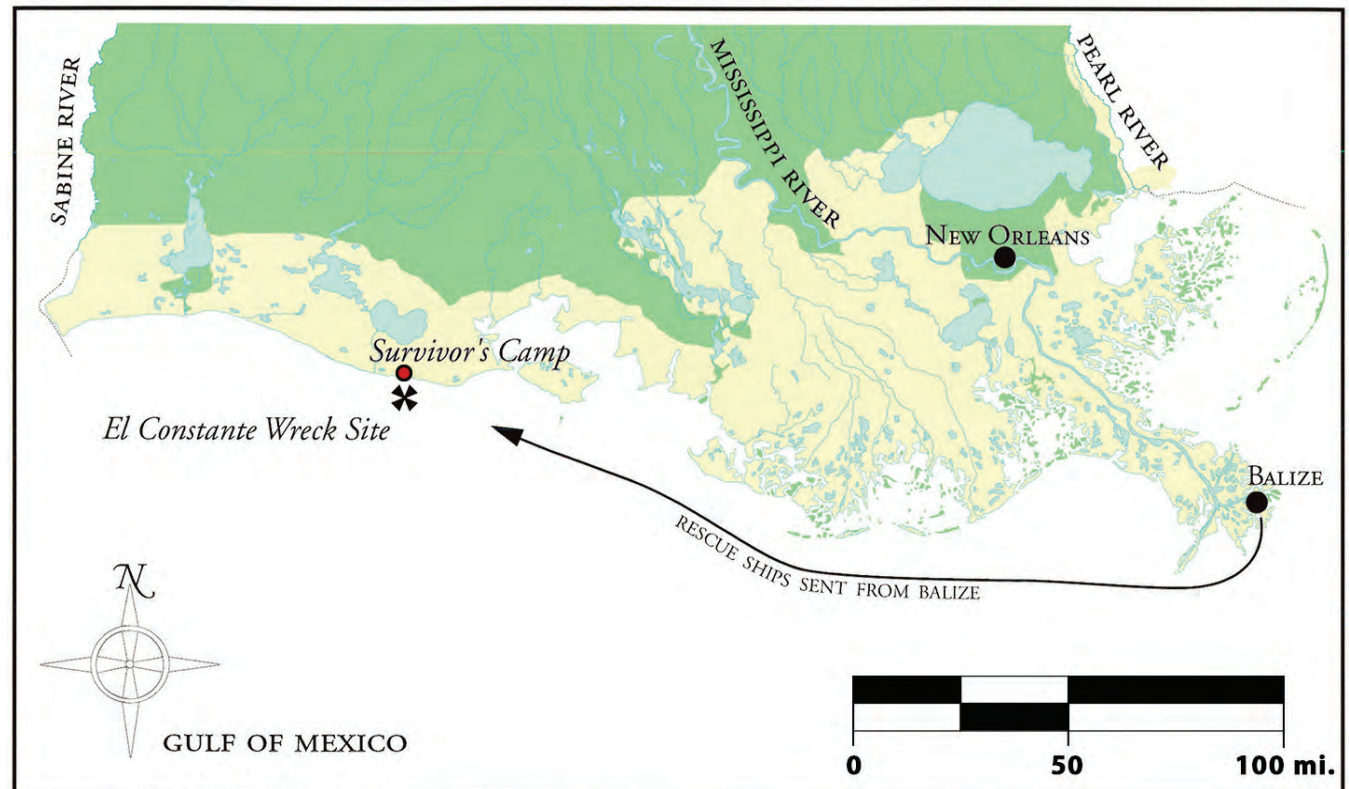 SABINE RIVER
MISSISSIPPI RIVER
PEARL RIVER
NEW ORLEANS
Survivor's Camp
El Constante Wreck Site
BALIZE
RESCUE SHIPS SENT FROM BALIZE
N
GULF OF MEXICO
0 50 100 mi.